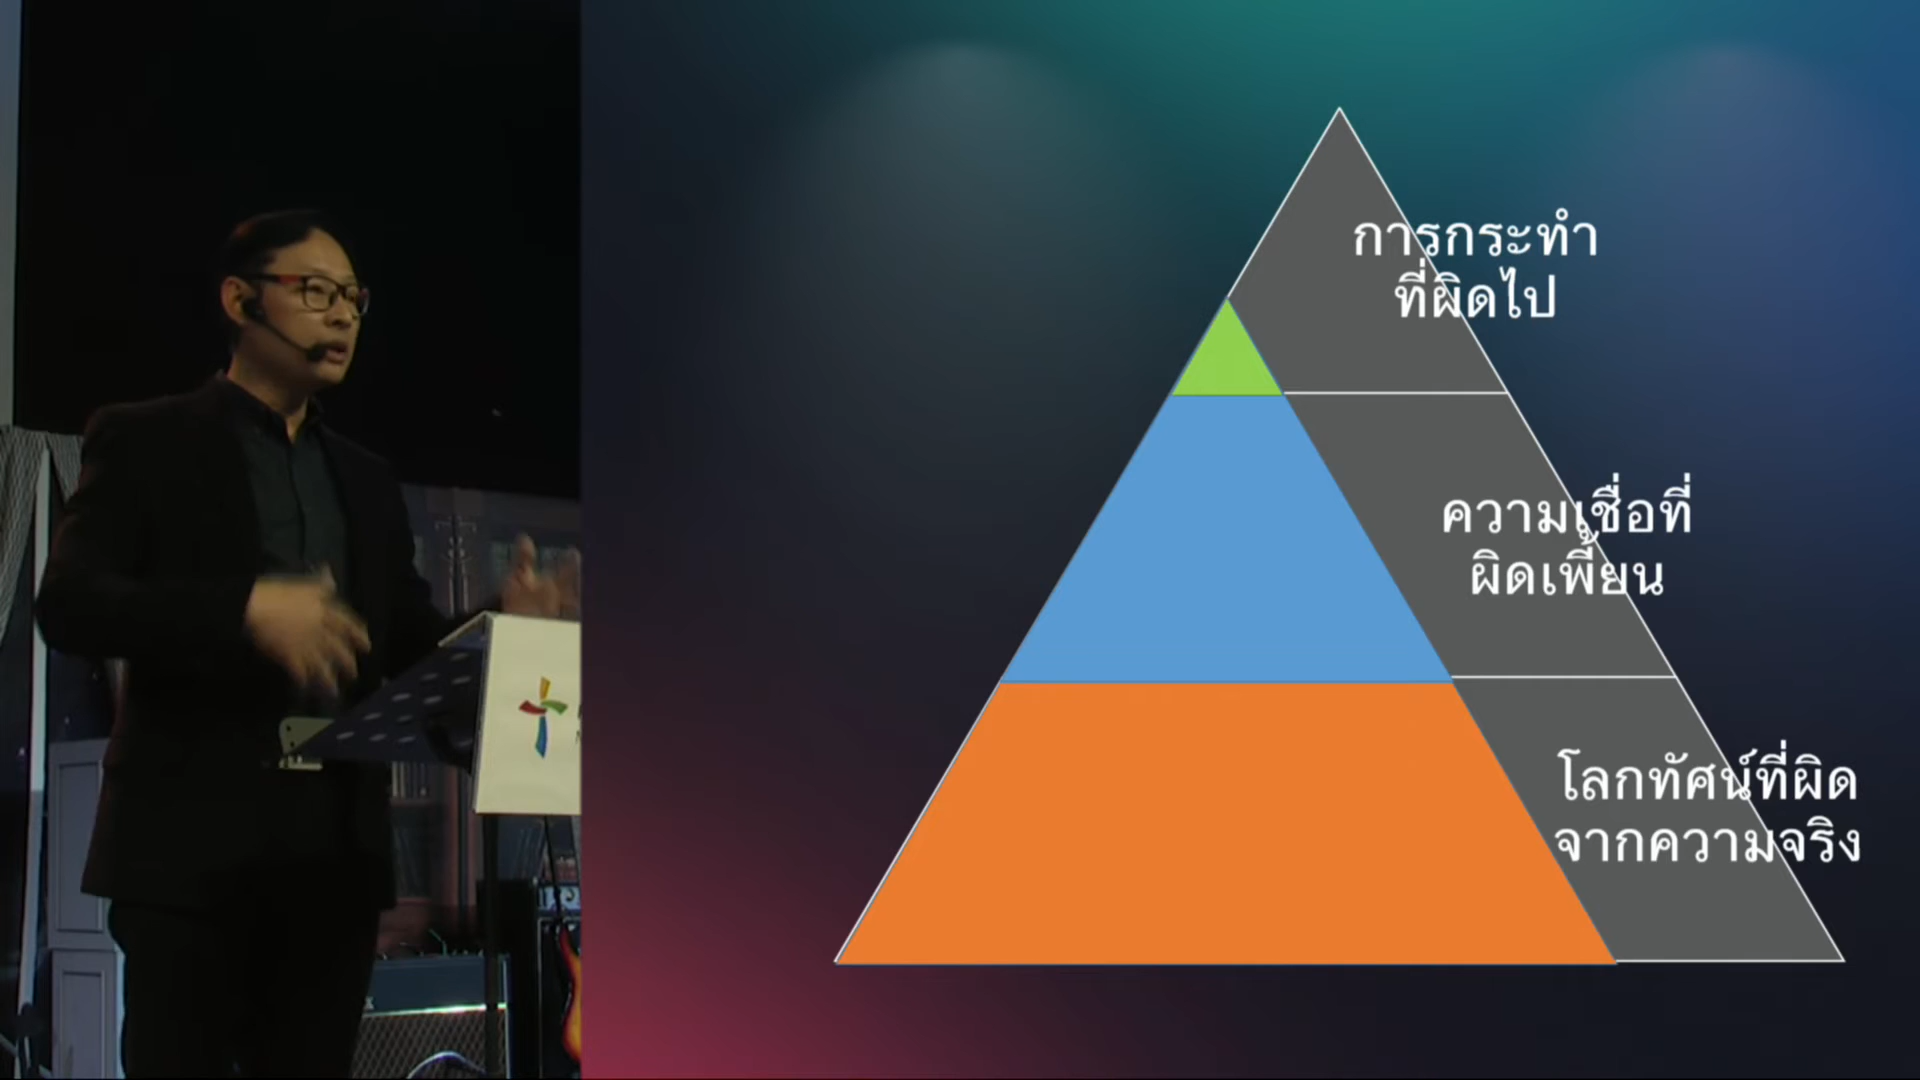 การกระทำ
ที่ผิดไป
ความเชื่อที่
ผิดเพี้ยน
โลกทัศน์ที่ผิด
จากความจริง